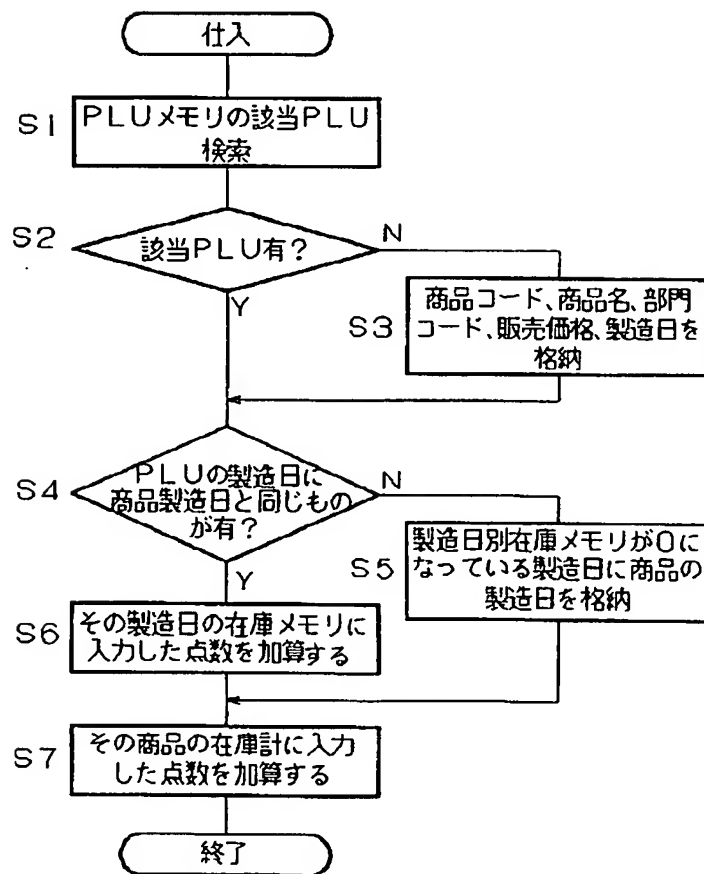 仕入
S1
PLUメモリの該当PLU
検索
S2
該当PLU有?
N
Y
S3
商品コード、商品名、部門
コード、販売価格、製造日を
格納
S4
PLUの製造日に
商品製造日と同じもの
が有?
N
Y
S5
製造日別在庫メモリが0に
なっている製造日に商品の
製造日を格納
S6
その製造日の在庫メモリに
入力した点数を加算する
S7
その商品の在庫計に入力
した点数を加算する
終了